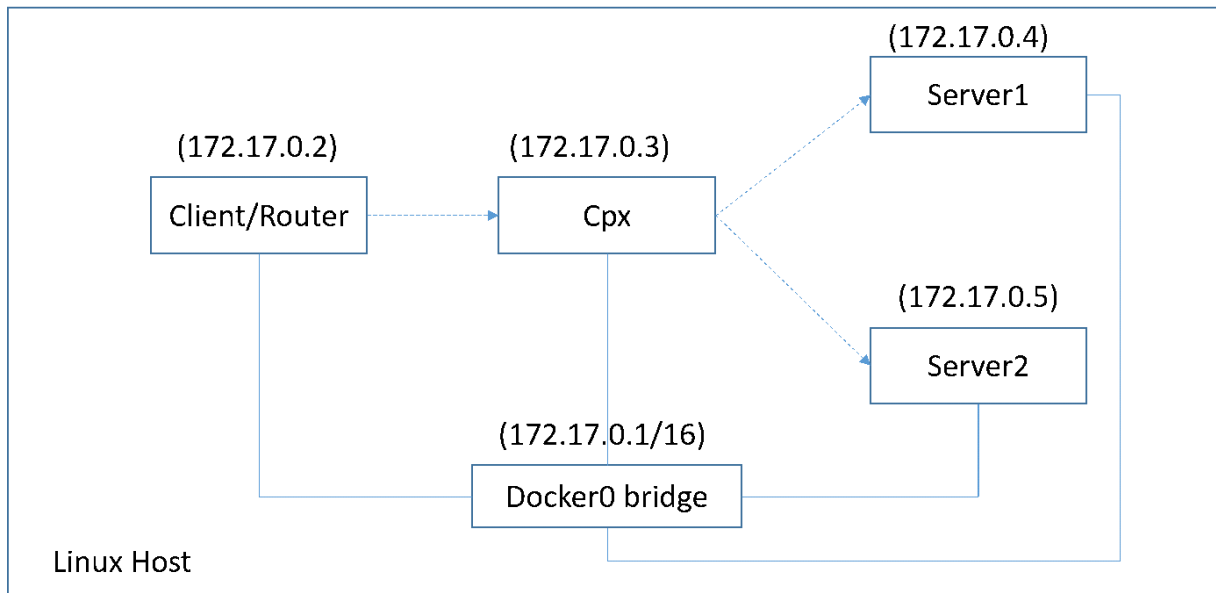 (172.17.0.4)
Server1
(172.17.0.2)
(172.17.0.3)
Client/Router
Cpx
(172.17.0.5)
Server2
(172.17.0.1/16)
Docker0 bridge
Linux Host